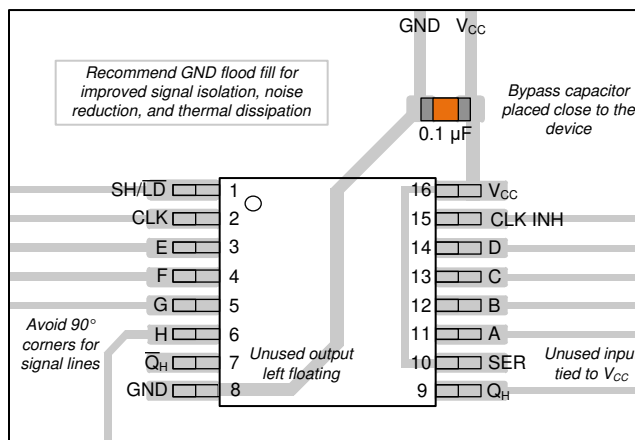 GND V_CC
Recommend GND flood fill for
improved signal isolation, noise
reduction, and thermal dissipation
Bypass capacitor
placed close to the
device
0.1 µF
SH/L̅D̅ 1 16 V_CC
CLK 2 15 CLK INH
E 3 14 D
F 4 13 C
G 5 12 B
H 6 11 A
Q̅_H 7 10 SER
GND 8 9 Q_H
Avoid 90°
corners for
signal lines
Unused output
left floating
Unused input
tied to V_CC